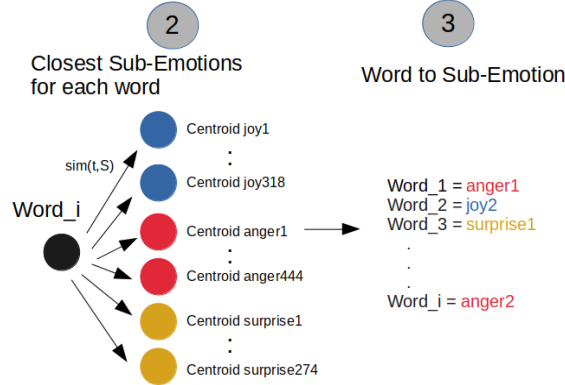 2
Closest Sub-Emotions
for each word
sim(t,S)
Word_i
Centroid joy1
Centroid joy318
Centroid anger1
Centroid anger444
Centroid surprise1
Centroid surprise274
3
Word to Sub-Emotion
Word_1 = anger1
Word_2 = joy2
Word_3 = surprise1
.
.
.
Word_i = anger2